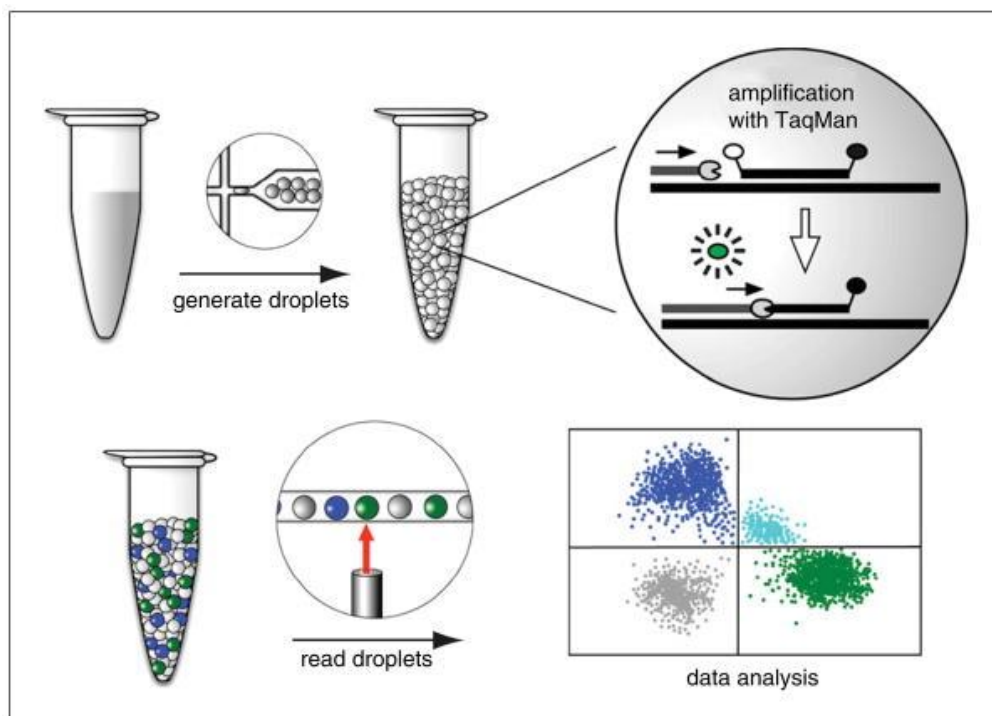 amplification
with TaqMan
generate droplets
read droplets
data analysis